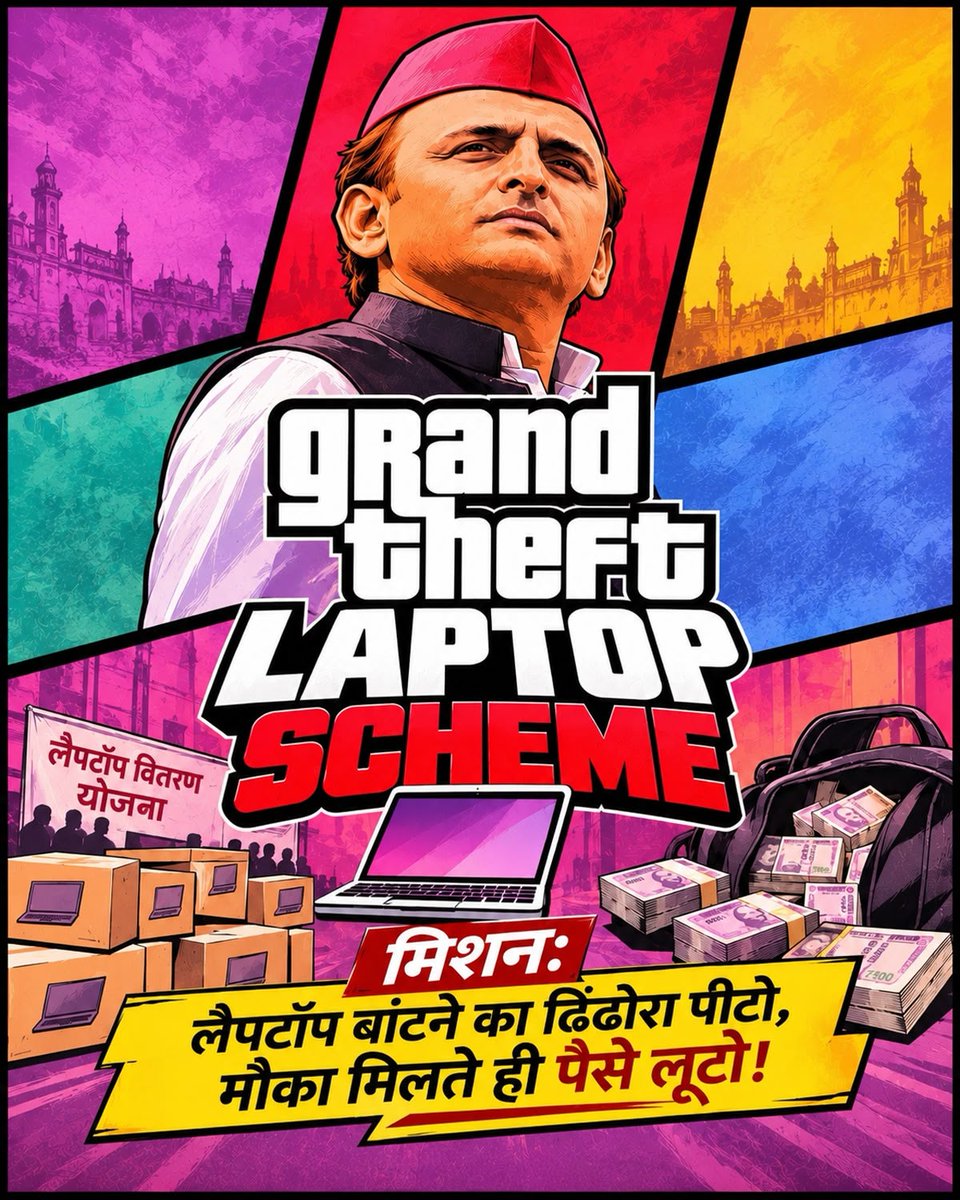 grand
theft
LAPTOP
SCHEME
लैपटॉप वितरण
योजना
मिशन:
लैपटॉप बांटने का ढिंढोरा पीटो,
मौका मिलते ही पैसे लूटो!